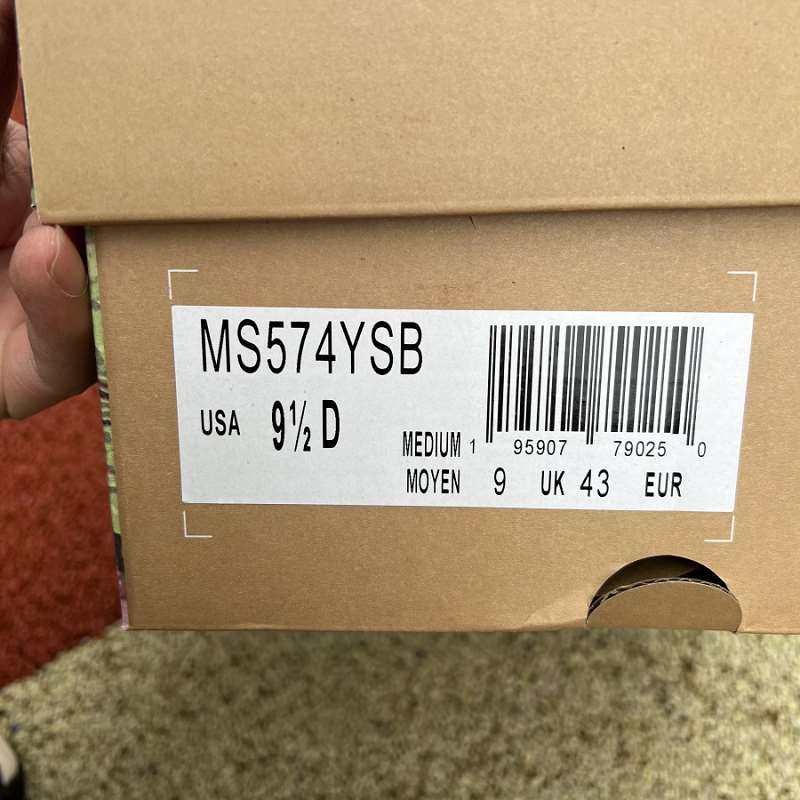 MS574YSB
USA 9½ D
MEDIUM 1 95907 79025 0
MOYEN 9 UK 43 EUR